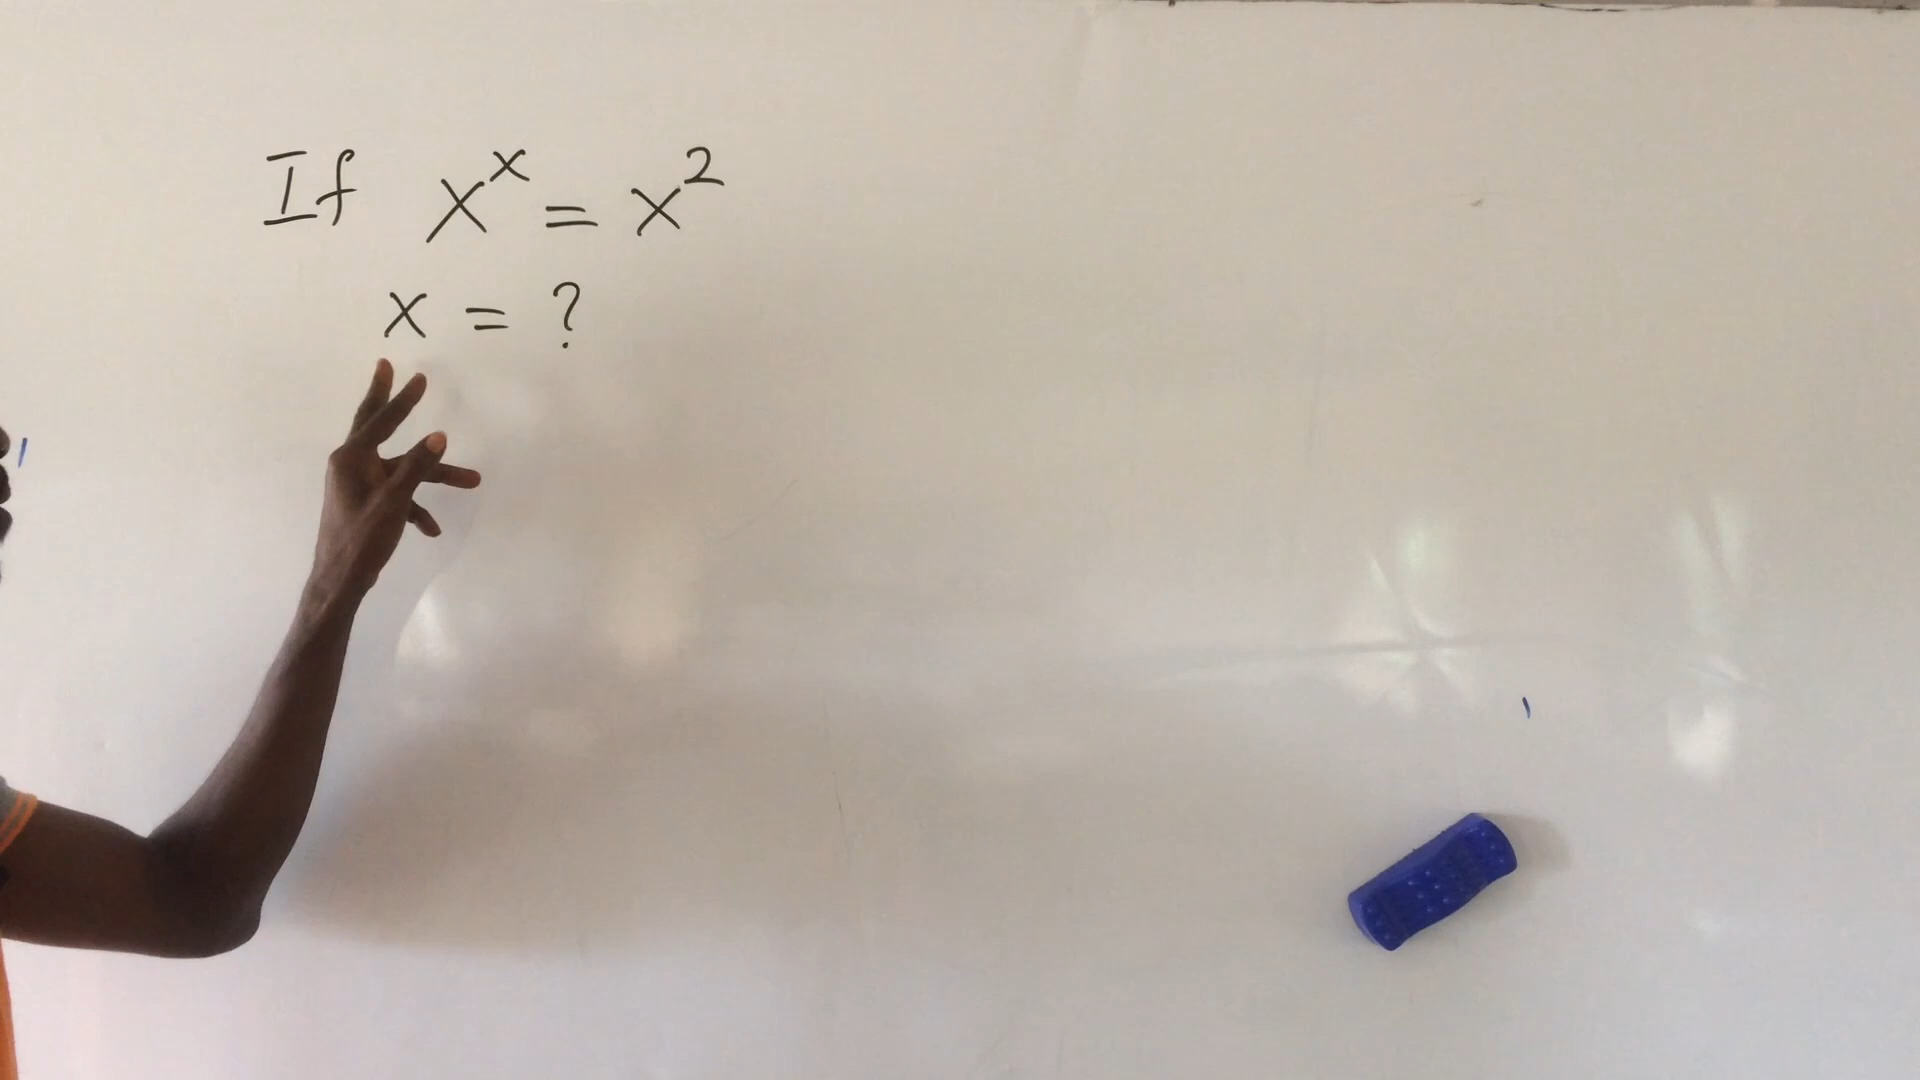 If x^x = x^2
x = ?